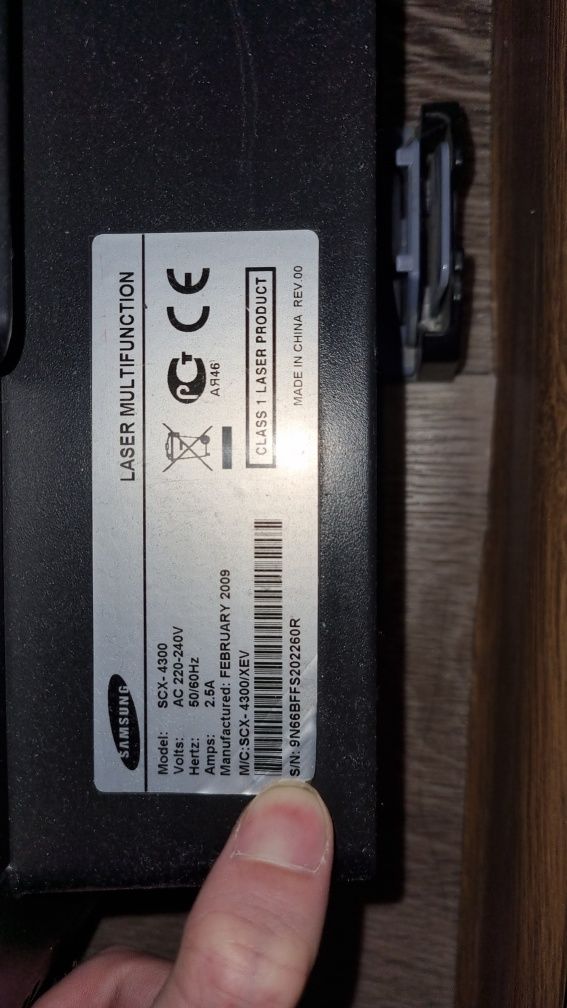 SAMSUNG
LASER MULTIFUNCTION
Model: SCX- 4300
Volts: AC 220-240V
Hertz: 50/60Hz
Amps: 2.5A
Manufactured: FEBRUARY 2009
M/C:SCX- 4300/XEV
S/N: 9N66BFFS202260R
РСТ
CE
АЯ46
CLASS 1 LASER PRODUCT
MADE IN CHINA REV.00